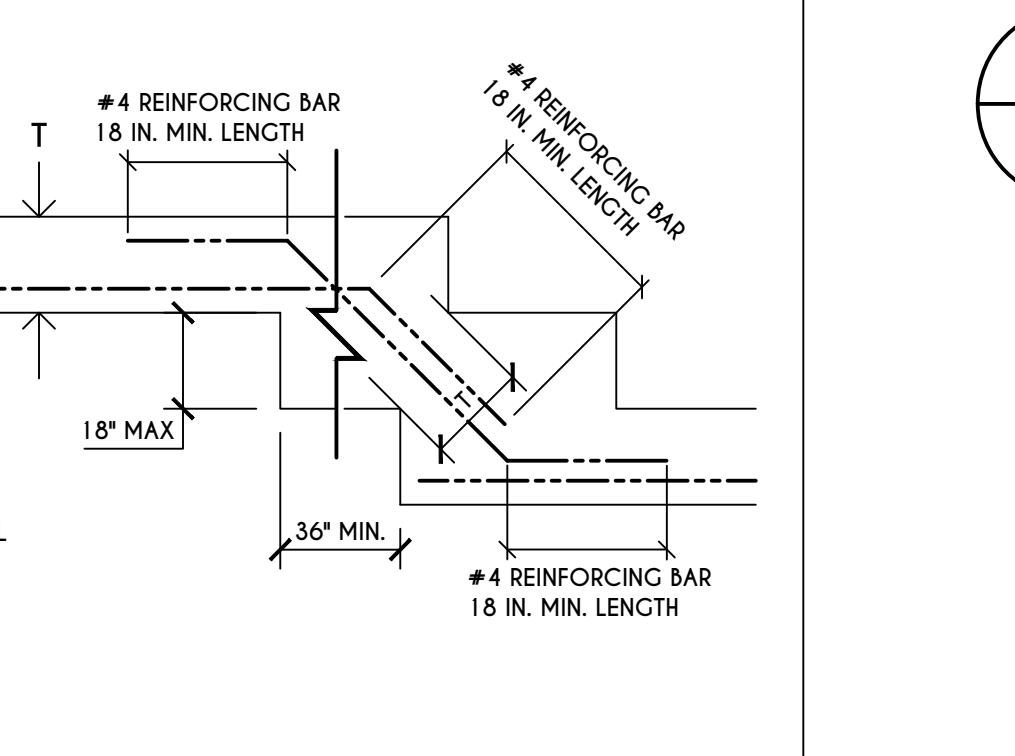 #4 REINFORCING BAR
18 IN. MIN. LENGTH
#4 REINFORCING BAR
18 IN. MIN. LENGTH
T
T
18" MAX
36" MIN.
#4 REINFORCING BAR
18 IN. MIN. LENGTH